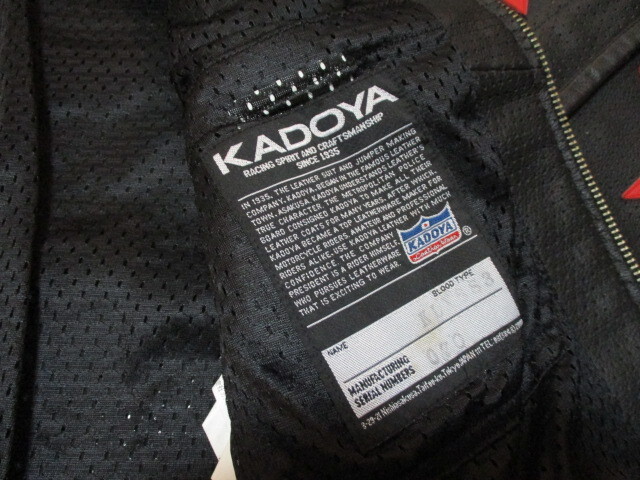 KADOYA
RACING SPIRIT AND CRAFTSMANSHIP
SINCE 1935
IN 1935, THE LEATHER SUIT AND JUMPER MAKING
COMPANY, KADOYA, BEGAN IN THE FAMOUS LEATHER
TOWN, ASAKUSA. KADOYA UNDERSTANDS LEATHER'S
TRUE CHARACTER. THE METROPOLITAN POLICE
BOARD CONSIGNED KADOYA TO MAKE ALL THEIR
LEATHER COATS FOR MANY YEARS. AFTER WHICH,
KADOYA BECAME A TOP LEATHERWARE MAKER FOR
MOTORCYCLE RIDERS. AMATEUR AND PROFESSIONAL
RIDERS ALIKE, USE KADOYA LEATHER WITH MUCH
CONFIDENCE. THE COMPANY
PRESIDENT IS A RIDER HIMSELF
WHO PURSUES LEATHERWARE
THAT IS EXCITING TO WEAR.
KADOYA
®
NAME
BLOOD TYPE
MANUFACTURING
SERIAL NUMBERS